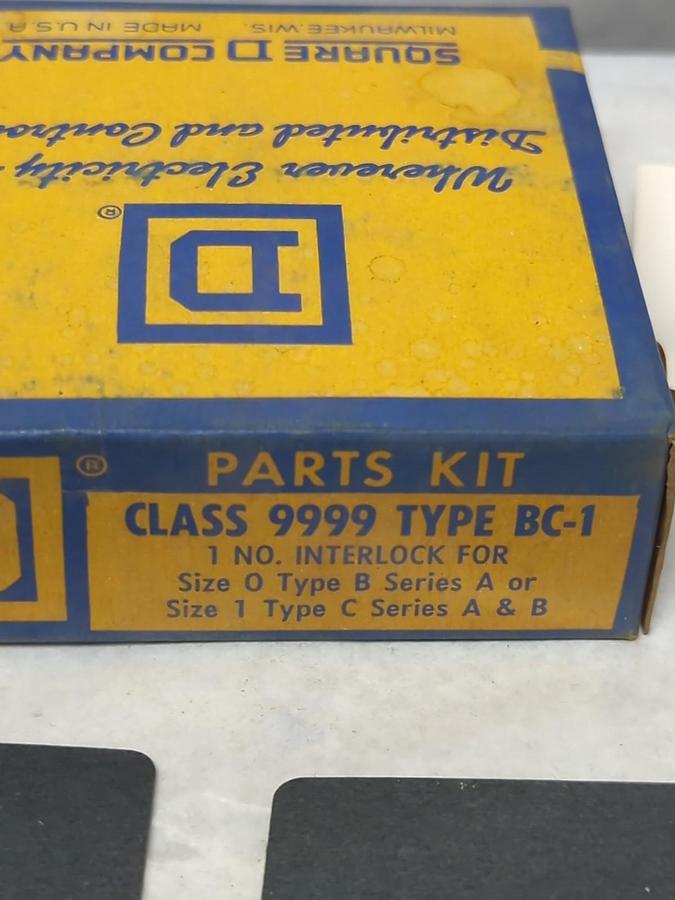 SQUARE D COMPANY
MILWAUKEE, WIS. MADE IN U.S.A.
Wherever Electricity
Distributed and
D
®
® PARTS KIT
CLASS 9999 TYPE BC-1
1 NO. INTERLOCK FOR
Size 0 Type B Series A or
Size 1 Type C Series A & B